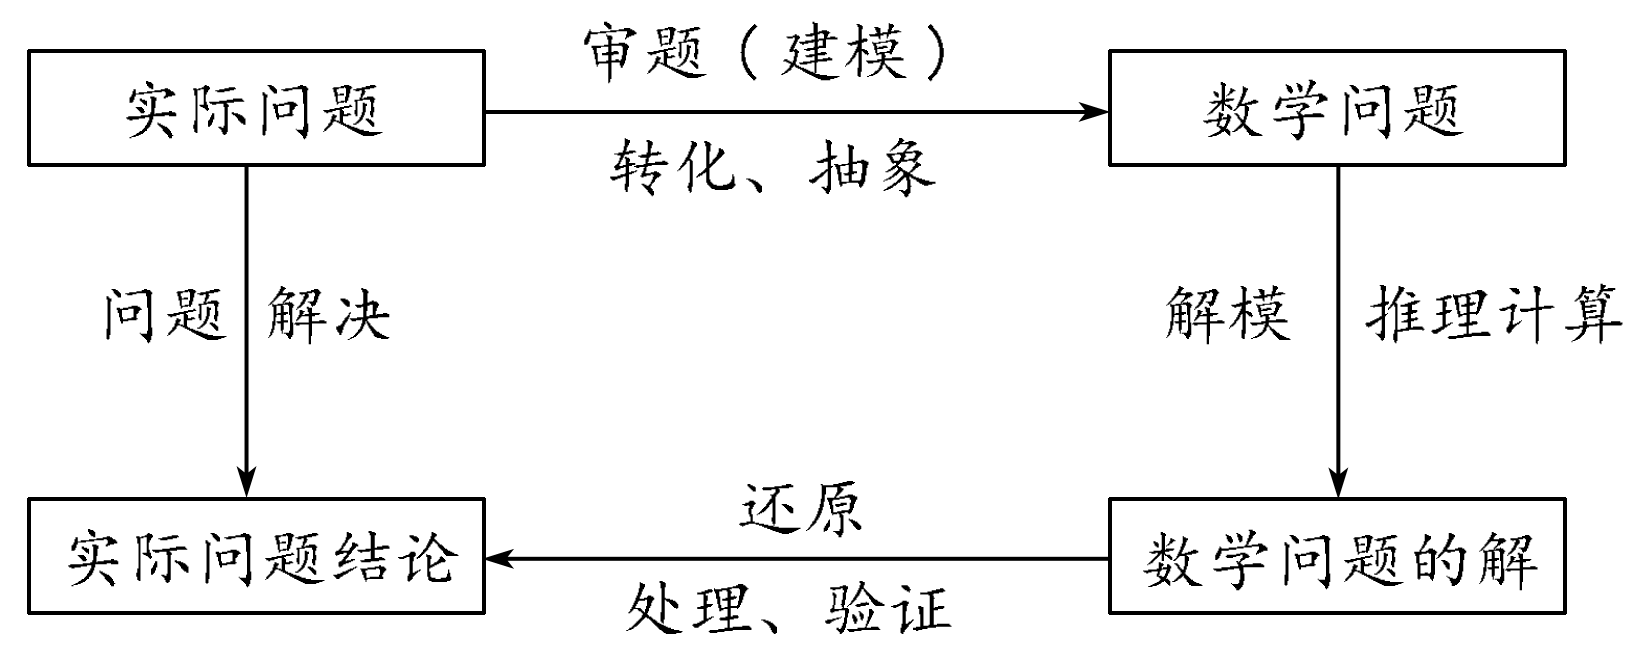 审题(建模)
实际问题
数学问题
转化、抽象
问题 解决
解模 推理计算
还原
实际问题结论
数学问题的解
处理、验证